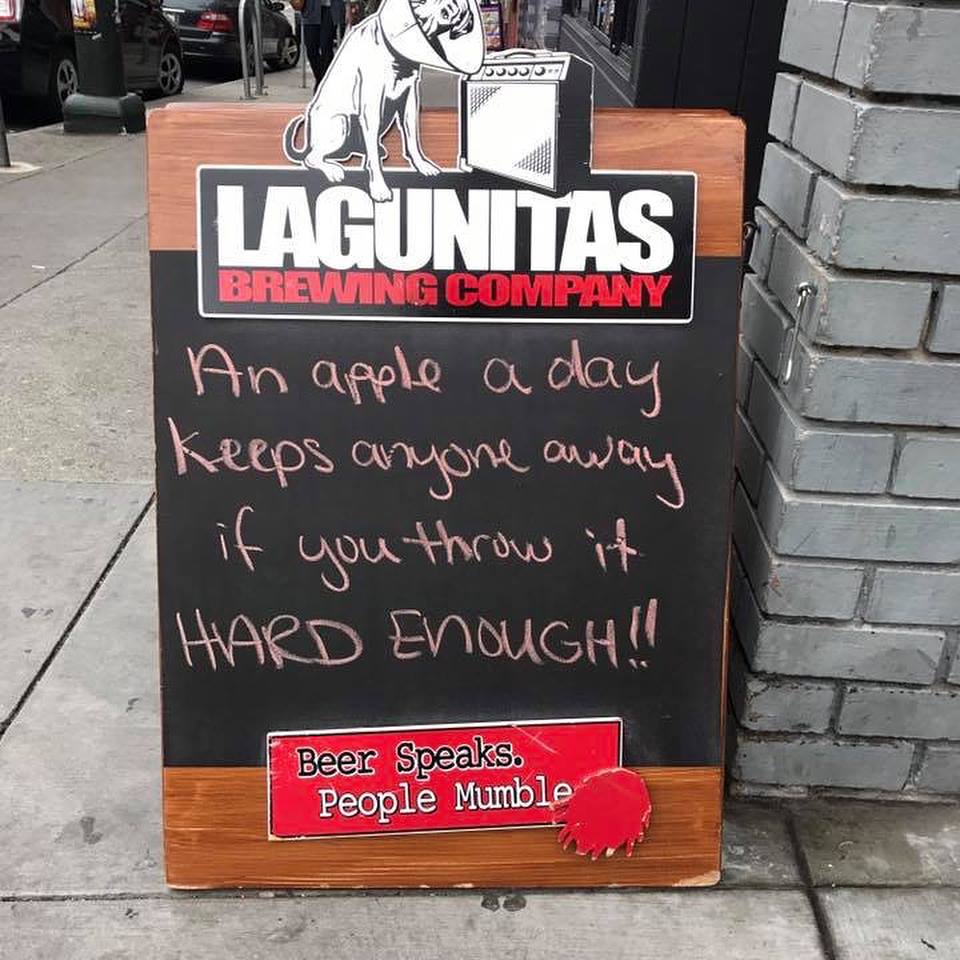 LAGUNITAS
BREWING COMPANY
An apple a day
keeps anyone away
if you throw it
HARD ENOUGH!!
Beer Speaks.
People Mumble